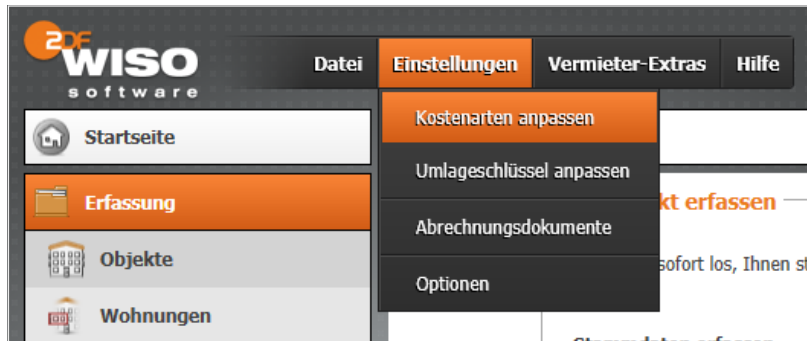 ZDF
WISO
software
Datei Einstellungen Vermieter-Extras Hilfe
Kostenarten anpassen
Startseite
Umlageschlüssel anpassen
Erfassung
kt erfassen
Abrechnungsdokumente
Objekte
sofort los, Ihnen st
Optionen
Wohnungen